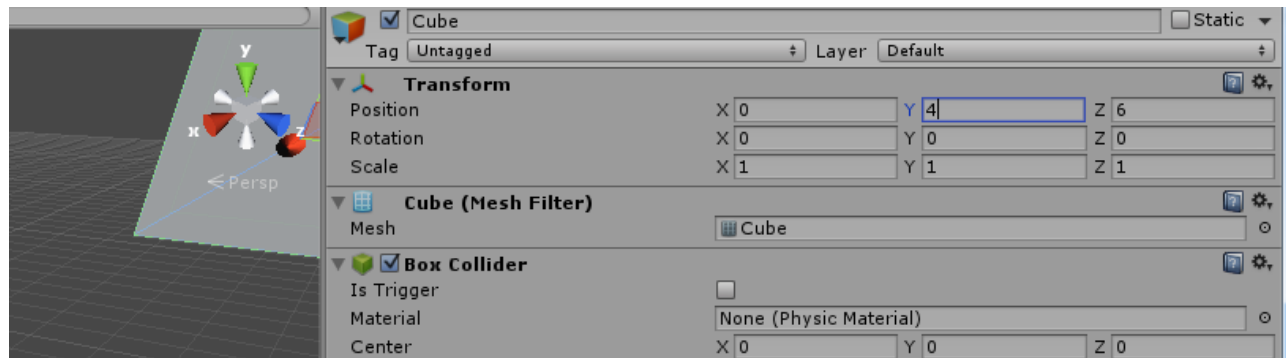 y
x
z
Persp
Cube
Static
Tag Untagged Layer Default
Transform
Position X 0 Y 4 Z 6
Rotation X 0 Y 0 Z 0
Scale X 1 Y 1 Z 1
Cube (Mesh Filter)
Mesh Cube
Box Collider
Is Trigger
Material None (Physic Material)
Center X 0 Y 0 Z 0